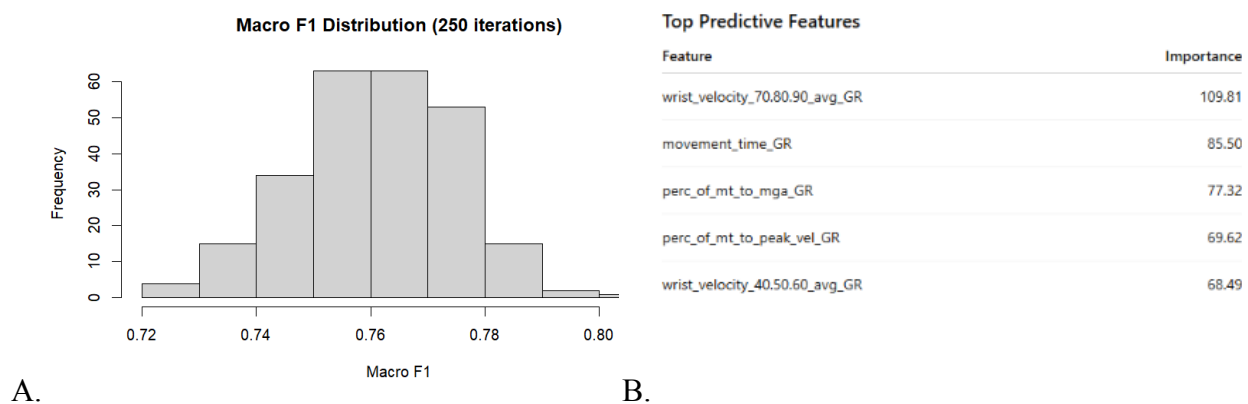 Macro F1 Distribution (250 iterations)
Frequency
60
50
40
30
20
10
0
0.72 0.74 0.76 0.78 0.80
Macro F1
A.
Top Predictive Features
Feature Importance
wrist_velocity_70.80.90_avg_GR 109.81
movement_time_GR 85.50
perc_of_mt_to_mga_GR 77.32
perc_of_mt_to_peak_vel_GR 69.62
wrist_velocity_40.50.60_avg_GR 68.49
B.